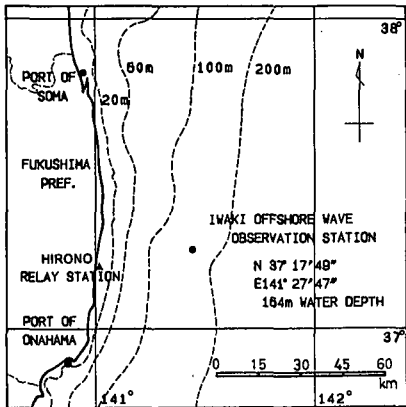 38°
N
PORT OF
SOMA
60m
100m
200m
20m
FUKUSHIMA
PREF.
IWAKI OFFSHORE WAVE
OBSERVATION STATION
N 37° 17'49"
E141° 27'47"
164m WATER DEPTH
HIRONO
RELAY STATION
PORT OF
ONAHAMA
37°
0 15 30 45 60
km
141°
142°